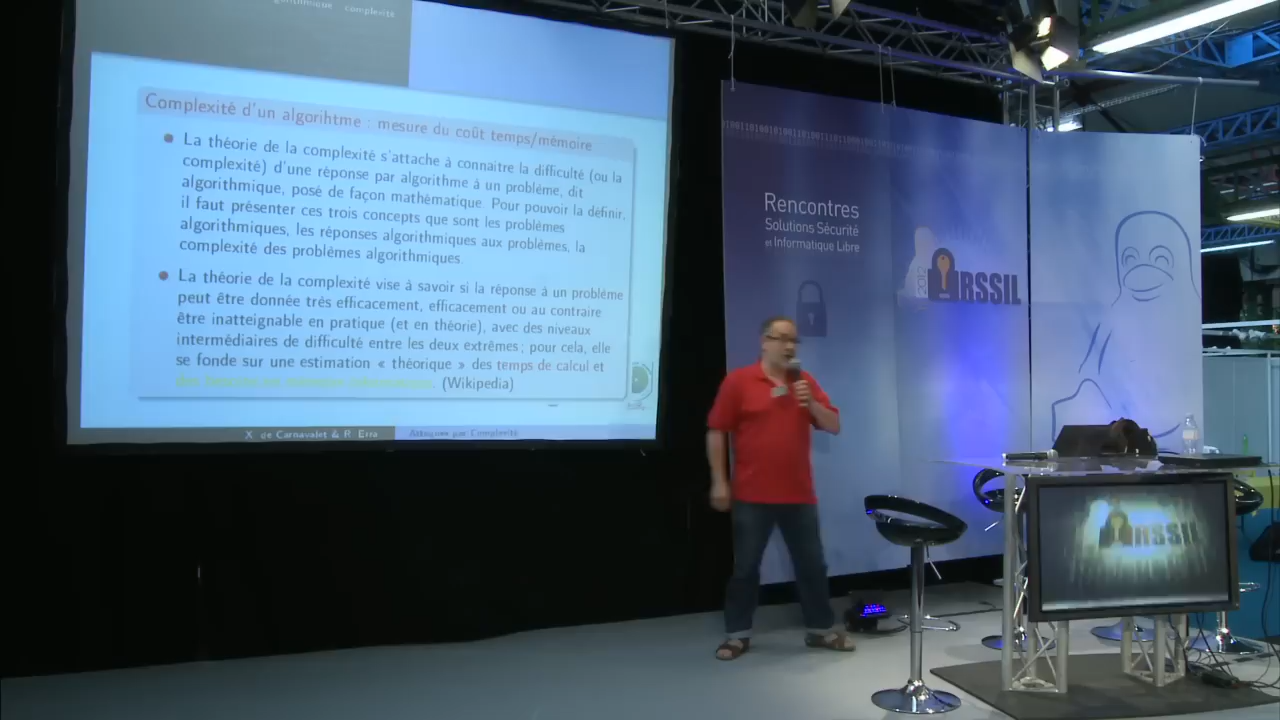 complexité
Complexité d'un algorihtme : mesure du coût temps/mémoire
La théorie de la complexité s'attache à connaitre la difficulté (ou la
complexité) d'une réponse par algorithme à un problème, dit
algorithmique, posé de façon mathématique. Pour pouvoir la définir,
il faut présenter ces trois concepts que sont les problèmes
algorithmiques, les réponses algorithmiques aux problèmes, la
complexité des problèmes algorithmiques.
La théorie de la complexité vise à savoir si la réponse à un problème
peut être donnée très efficacement, efficacement ou au contraire
être inatteignable en pratique (et en théorie), avec des niveaux
intermédiaires de difficulté entre les deux extrêmes ; pour cela, elle
se fonde sur une estimation « théorique » des temps de calcul et
(Wikipedia)
X. de Carnavalet & R. Erra
Attaques par Complexité
Rencontres
Solutions Sécurité
et Informatique Libre
2012
RSSIL
RSSIL